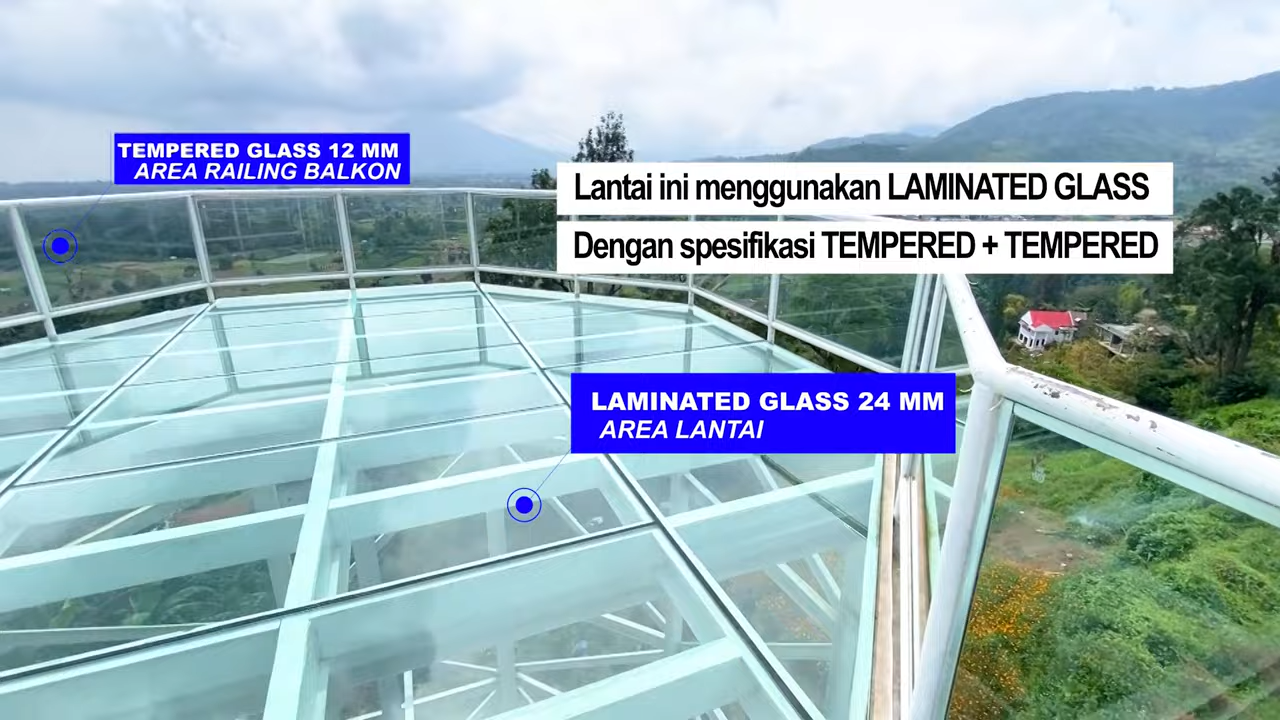 TEMPERED GLASS 12 MM
AREA RAILING BALKON
Lantai ini menggunakan LAMINATED GLASS
Dengan spesifikasi TEMPERED + TEMPERED
LAMINATED GLASS 24 MM
AREA LANTAI